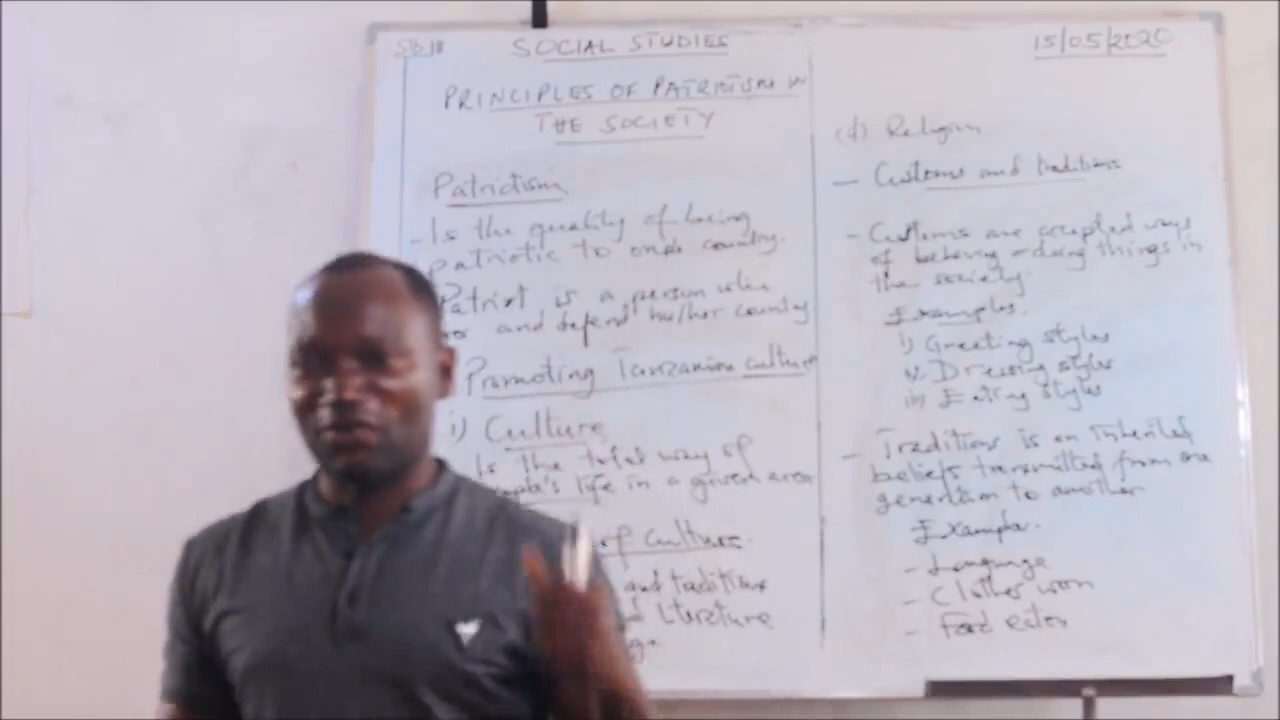 SOCIAL STUDIES
15/05/2020
PRINCIPLES OF PATRIOTISM IN
THE SOCIETY
Patriotism
- Is the quality of being
patriotic to ones country.
Patriot is a person who
and defend his/her country
Promoting Tanzanian culture
i) Culture
Is the total way of
life in a given area
of culture.
and traditions
Literature
(d) Religion
- Customs and traditions
- Customs are accepted ways
of behaving or doing things in
the society
Examples.
i) Greeting styles
ii) Dressing styles
iii) Eating styles
- Traditions is an inherited
beliefs transmitted from one
generation to another
Examples.
- Language
- Clothes worn
- Food eaten